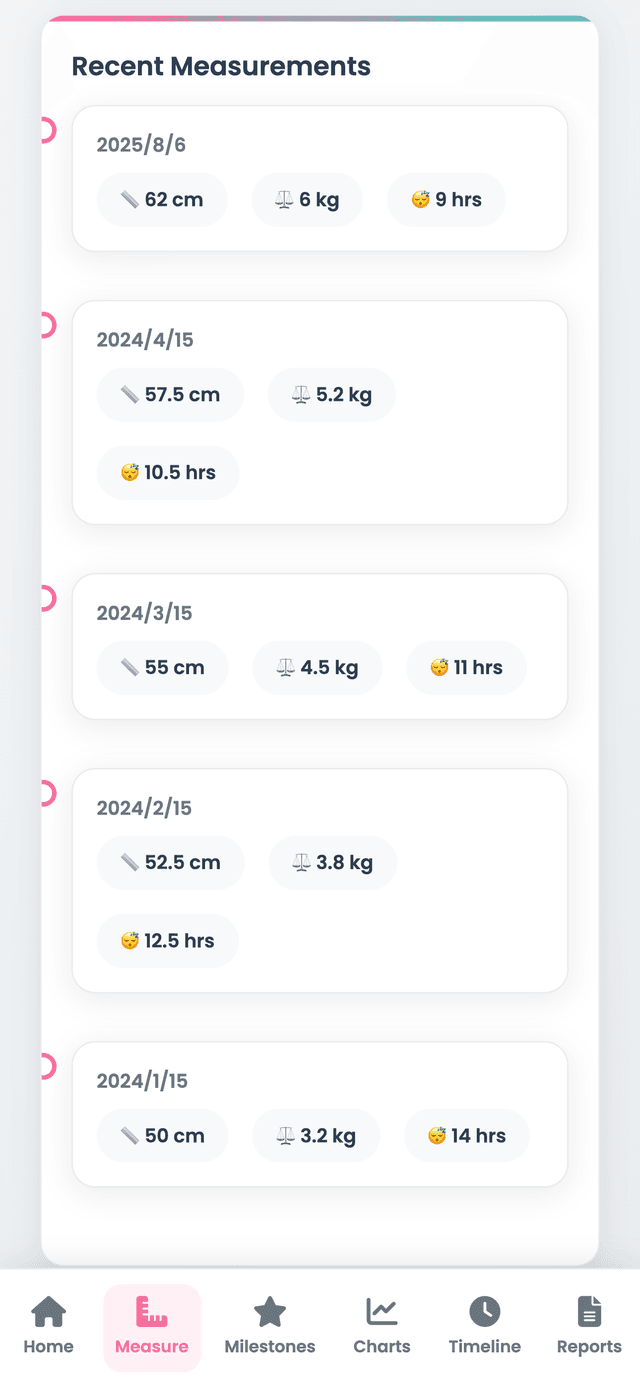 Recent Measurements
2025/8/6
📏 62 cm ⚖️ 6 kg 😴 9 hrs
2024/4/15
📏 57.5 cm ⚖️ 5.2 kg
😴 10.5 hrs
2024/3/15
📏 55 cm ⚖️ 4.5 kg 😴 11 hrs
2024/2/15
📏 52.5 cm ⚖️ 3.8 kg
😴 12.5 hrs
2024/1/15
📏 50 cm ⚖️ 3.2 kg 😴 14 hrs
Home Measure Milestones Charts Timeline Reports